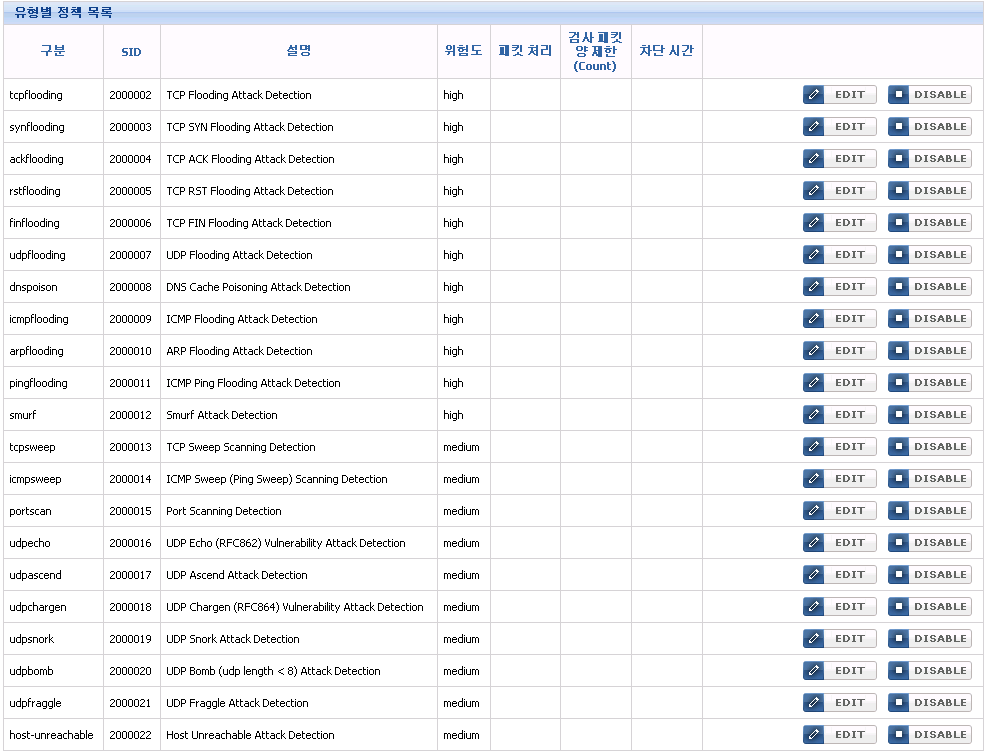 유형별 정책 목록
구분 SID 설명 위험도 패킷 처리 검사 패킷 양 제한 (Count) 차단 시간
tcpflooding 2000002 TCP Flooding Attack Detection high EDIT DISABLE
synflooding 2000003 TCP SYN Flooding Attack Detection high EDIT DISABLE
ackflooding 2000004 TCP ACK Flooding Attack Detection high EDIT DISABLE
rstflooding 2000005 TCP RST Flooding Attack Detection high EDIT DISABLE
finflooding 2000006 TCP FIN Flooding Attack Detection high EDIT DISABLE
udpflooding 2000007 UDP Flooding Attack Detection high EDIT DISABLE
dnspoison 2000008 DNS Cache Poisoning Attack Detection high EDIT DISABLE
icmpflooding 2000009 ICMP Flooding Attack Detection high EDIT DISABLE
arpflooding 2000010 ARP Flooding Attack Detection high EDIT DISABLE
pingflooding 2000011 ICMP Ping Flooding Attack Detection high EDIT DISABLE
smurf 2000012 Smurf Attack Detection high EDIT DISABLE
tcpsweep 2000013 TCP Sweep Scanning Detection medium EDIT DISABLE
icmpsweep 2000014 ICMP Sweep (Ping Sweep) Scanning Detection medium EDIT DISABLE
portscan 2000015 Port Scanning Detection medium EDIT DISABLE
udpecho 2000016 UDP Echo (RFC862) Vulnerability Attack Detection medium EDIT DISABLE
udpascend 2000017 UDP Ascend Attack Detection medium EDIT DISABLE
udpchargen 2000018 UDP Chargen (RFC864) Vulnerability Attack Detection medium EDIT DISABLE
udpsnork 2000019 UDP Snork Attack Detection medium EDIT DISABLE
udpbomb 2000020 UDP Bomb (udp length < 8) Attack Detection medium EDIT DISABLE
udpfraggle 2000021 UDP Fraggle Attack Detection medium EDIT DISABLE
host-unreachable 2000022 Host Unreachable Attack Detection medium EDIT DISABLE